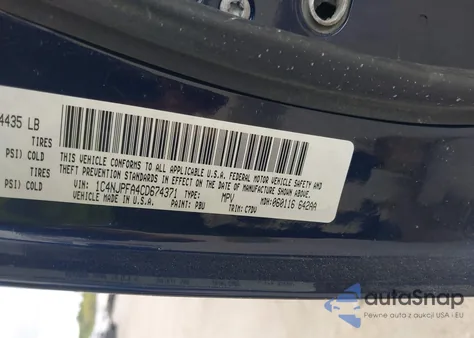 4435 LB
TIRES
PSI) COLD
THIS VEHICLE CONFORMS TO ALL APPLICABLE U.S.A. FEDERAL MOTOR VEHICLE SAFETY AND
TIRES
THEFT PREVENTION STANDARDS IN EFFECT ON THE DATE OF MANUFACTURE SHOWN ABOVE.
PSI) COLD
VIN: 1C4NJPFA4CD674371 TYPE: MPV MDH: 060116 642AA
VEHICLE MADE IN U.S.A. PAINT: PBU TRIM: C7DV
autoSnap
Pewne auta z aukcji USA i EU